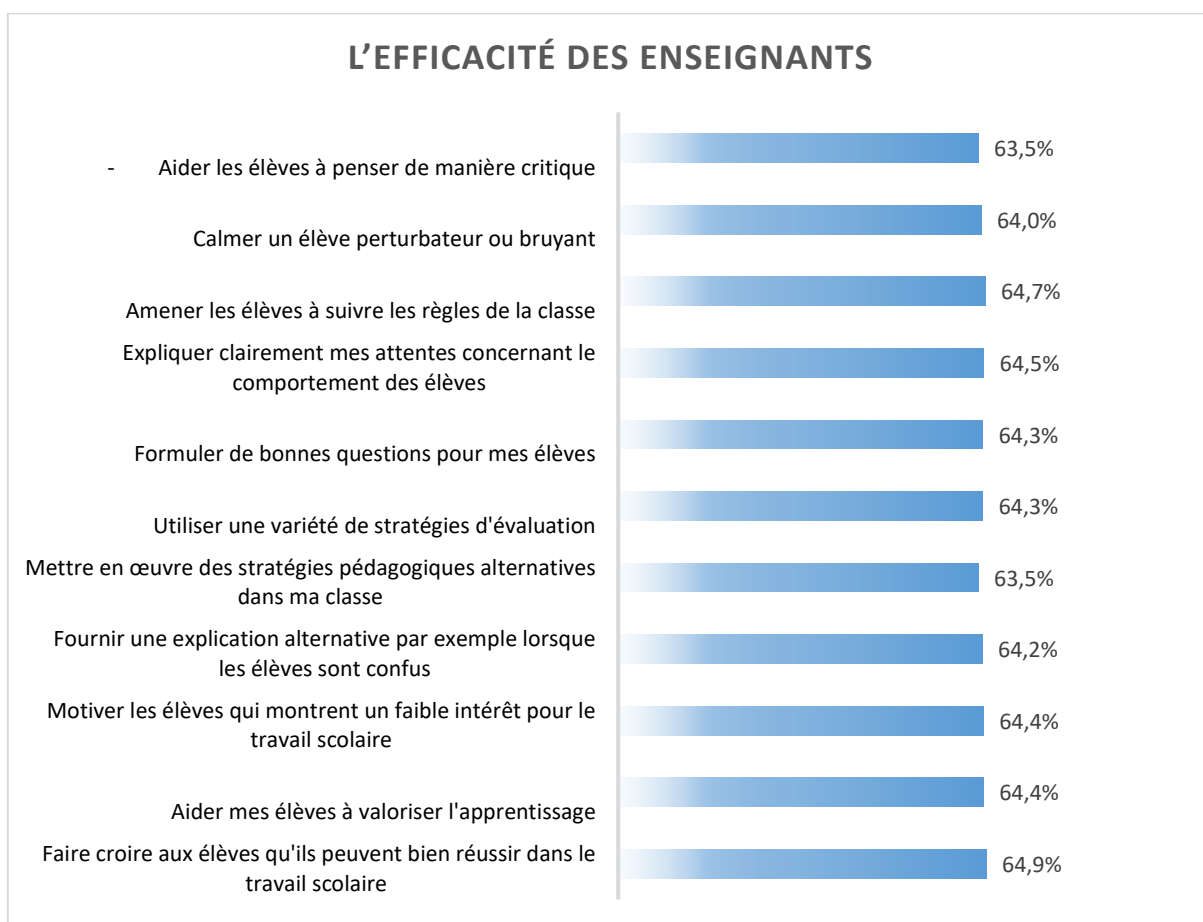 L'EFFICACITÉ DES ENSEIGNANTS
- Aider les élèves à penser de manière critique
63,5%
Calmer un élève perturbateur ou bruyant
64,0%
Amener les élèves à suivre les règles de la classe
64,7%
Expliquer clairement mes attentes concernant le
comportement des élèves
64,5%
Formuler de bonnes questions pour mes élèves
64,3%
Utiliser une variété de stratégies d'évaluation
64,3%
Mettre en œuvre des stratégies pédagogiques alternatives
dans ma classe
63,5%
Fournir une explication alternative par exemple lorsque
les élèves sont confus
64,2%
Motiver les élèves qui montrent un faible intérêt pour le
travail scolaire
64,4%
Aider mes élèves à valoriser l'apprentissage
64,4%
Faire croire aux élèves qu'ils peuvent bien réussir dans le
travail scolaire
64,9%